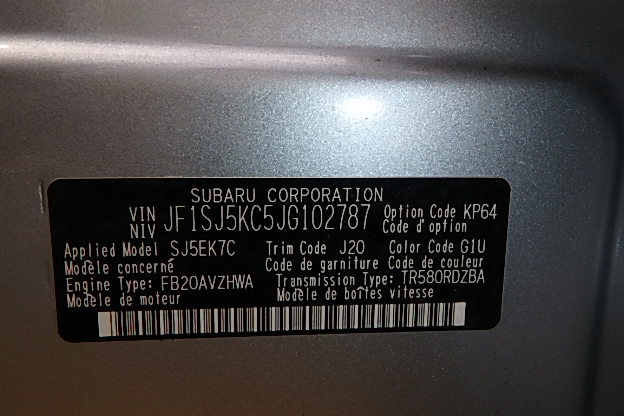 SUBARU CORPORATION
VIN NIV JF1SJ5KC5JG102787 Option Code KP64
Code d'option
Applied Model SJ5EK7C Trim Code J20 Color Code G1U
Modèle concerné Code de garniture Code de couleur
Engine Type: FB20AVZHWA Transmission Type: TR580RDZBA
Modèle de moteur Modèle de boîtes vitesse